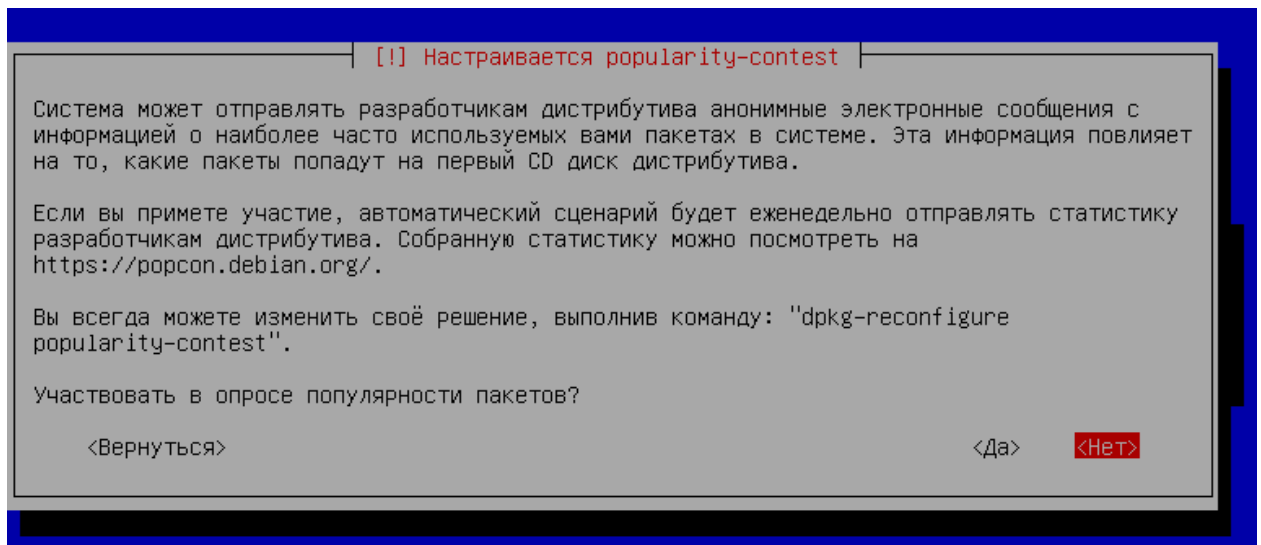 [!] Настраивается popularity-contest
Система может отправлять разработчикам дистрибутива анонимные электронные сообщения с
информацией о наиболее часто используемых вами пакетах в системе. Эта информация повлияет
на то, какие пакеты попадут на первый CD диск дистрибутива.
Если вы примете участие, автоматический сценарий будет еженедельно отправлять статистику
разработчикам дистрибутива. Собранную статистику можно посмотреть на
https://popcon.debian.org/.
Вы всегда можете изменить своё решение, выполнив команду: "dpkg-reconfigure
popularity-contest".
Участвовать в опросе популярности пакетов?
<Вернуться> <Да> <Нет>